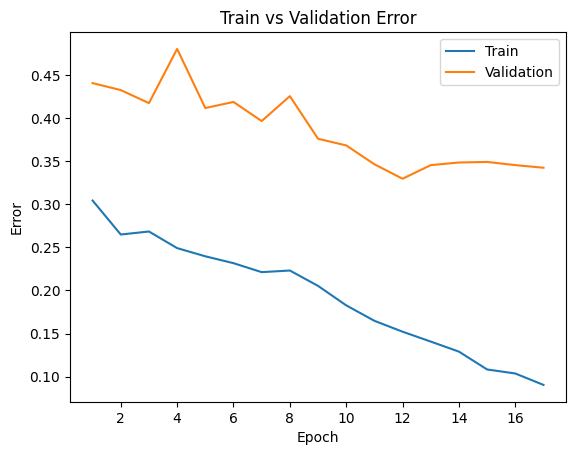 Train vs Validation Error
Train
Validation
Error
0.45
0.40
0.35
0.30
0.25
0.20
0.15
0.10
2 4 6 8 10 12 14 16
Epoch